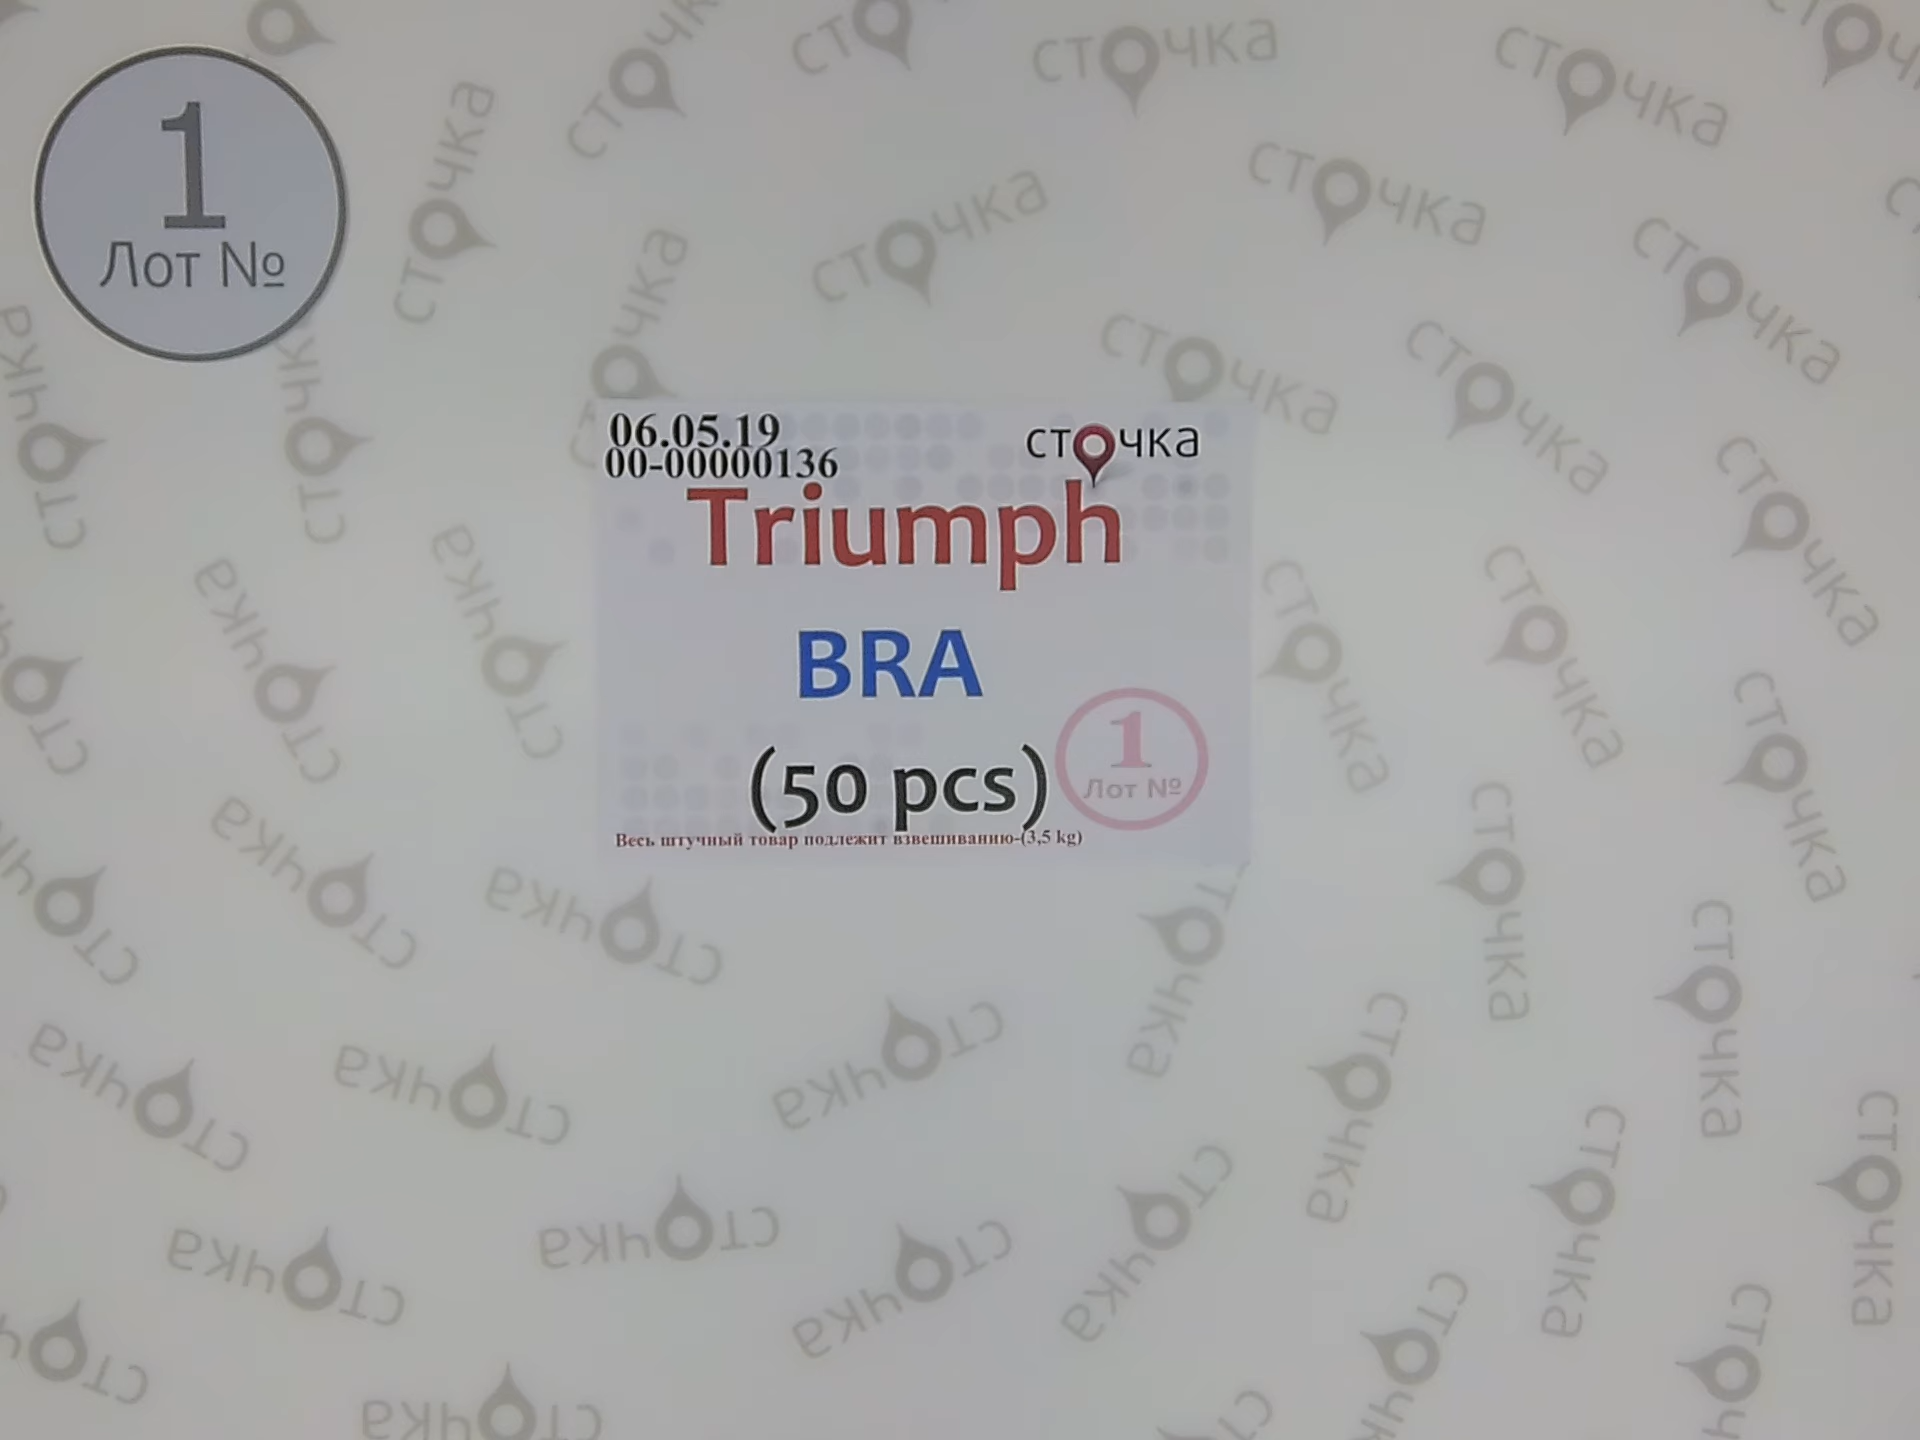 1
Лот №
06.05.19
00-00000136
сточка
Triumph
BRA
(50 pcs)
1
Лот №
Весь штучный товар подлежит взвешиванию-(3,5 kg)
сточка